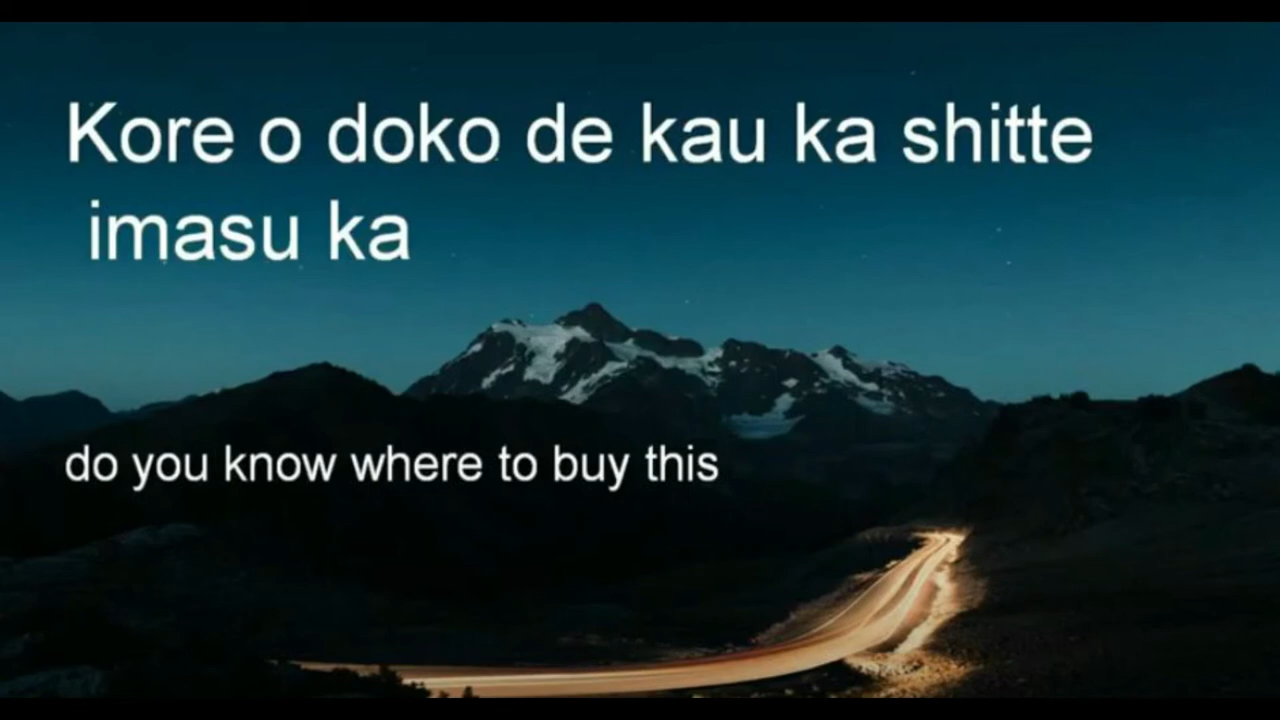 Kore o doko de kau ka shitte
imasu ka
do you know where to buy this